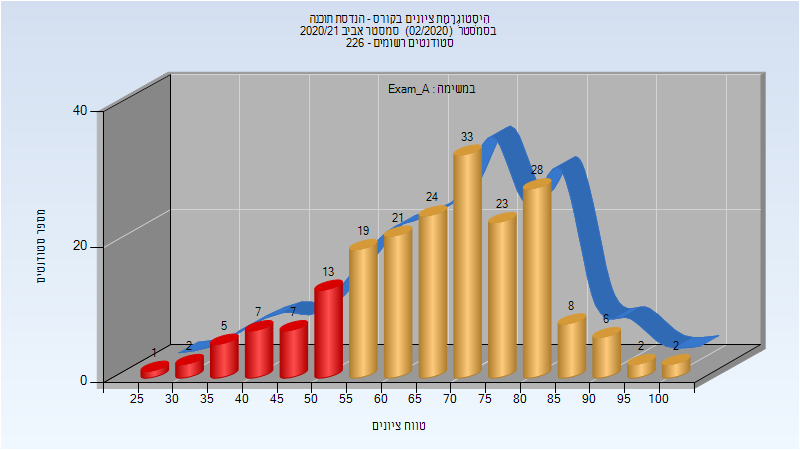 היסטוגרמת ציונים בקורס - הנדסת תוכנה
בסמסטר (02/2020) סמסטר אביב 2020/21
סטודנטים רשומים - 226
במשימה : Exam_A
מספר סטודנטים
40
20
0
1
2
5
7
7
13
19
21
24
33
23
28
8
6
2
2
25 30 35 40 45 50 55 60 65 70 75 80 85 90 95 100
טווח ציונים